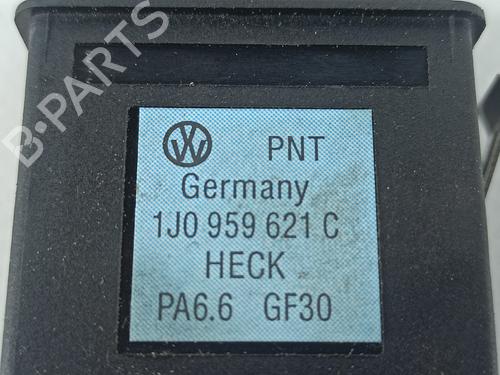 B-PARTS
PNT
Germany
1J0 959 621 C
HECK
PA6.6 GF30